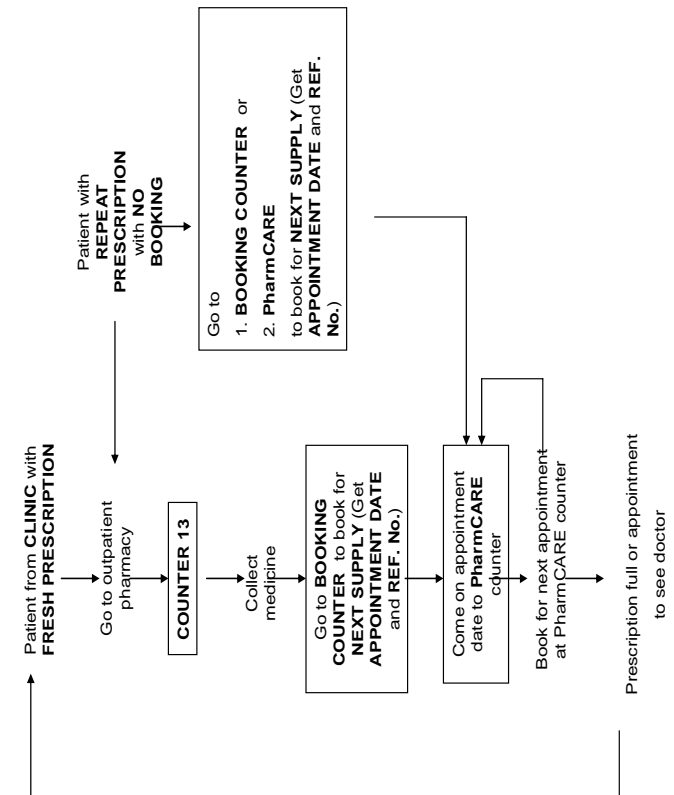 Patient from CLINIC with
FRESH PRESCRIPTION
Patient with
REPEAT
PRESCRIPTION
with NO
BOOKING
Go to outpatient
pharmacy
COUNTER 13
Collect
medicine
Go to BOOKING
COUNTER to book for
NEXT SUPPLY (Get
APPOINTMENT DATE
and REF. No.)
Go to
1. BOOKING COUNTER or
2. PharmCARE
to book for NEXT SUPPLY (Get
APPOINTMENT DATE and REF.
No.)
Come on appointment
date to PharmCARE
counter
Book for next appointment
at PharmCARE counter
Prescription full or appointment
to see doctor